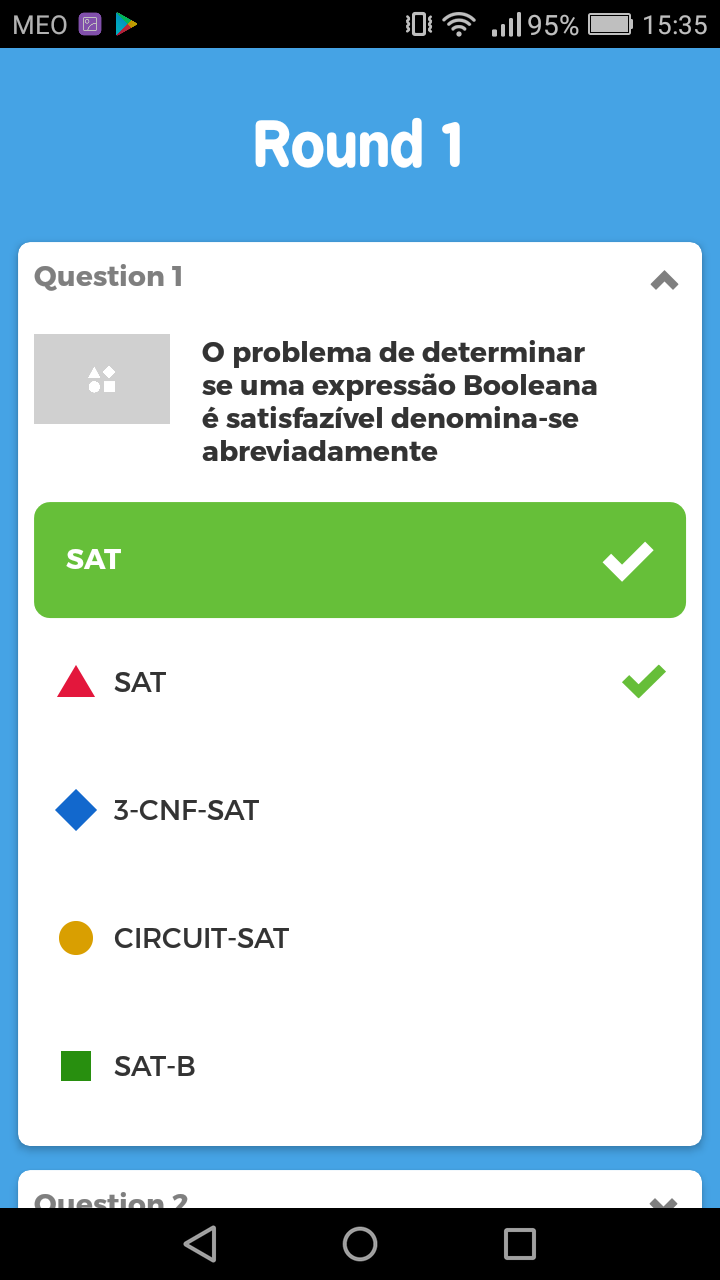 MEO 95% 15:35
Round 1
Question 1
O problema de determinar
se uma expressão Booleana
é satisfazível denomina-se
abreviadamente
SAT
SAT
3-CNF-SAT
CIRCUIT-SAT
SAT-B
Question 2